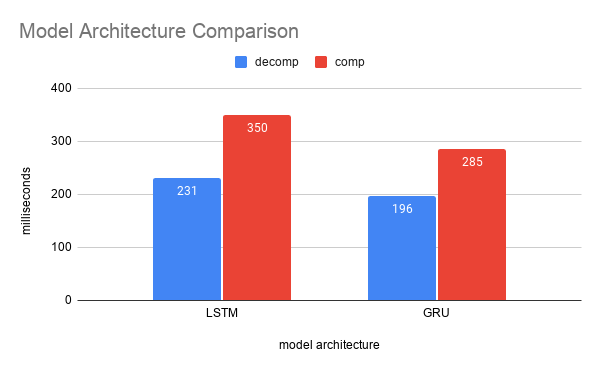 Model Architecture Comparison
decomp comp
400
300
200
100
0
milliseconds
231
350
196
285
LSTM GRU
model architecture